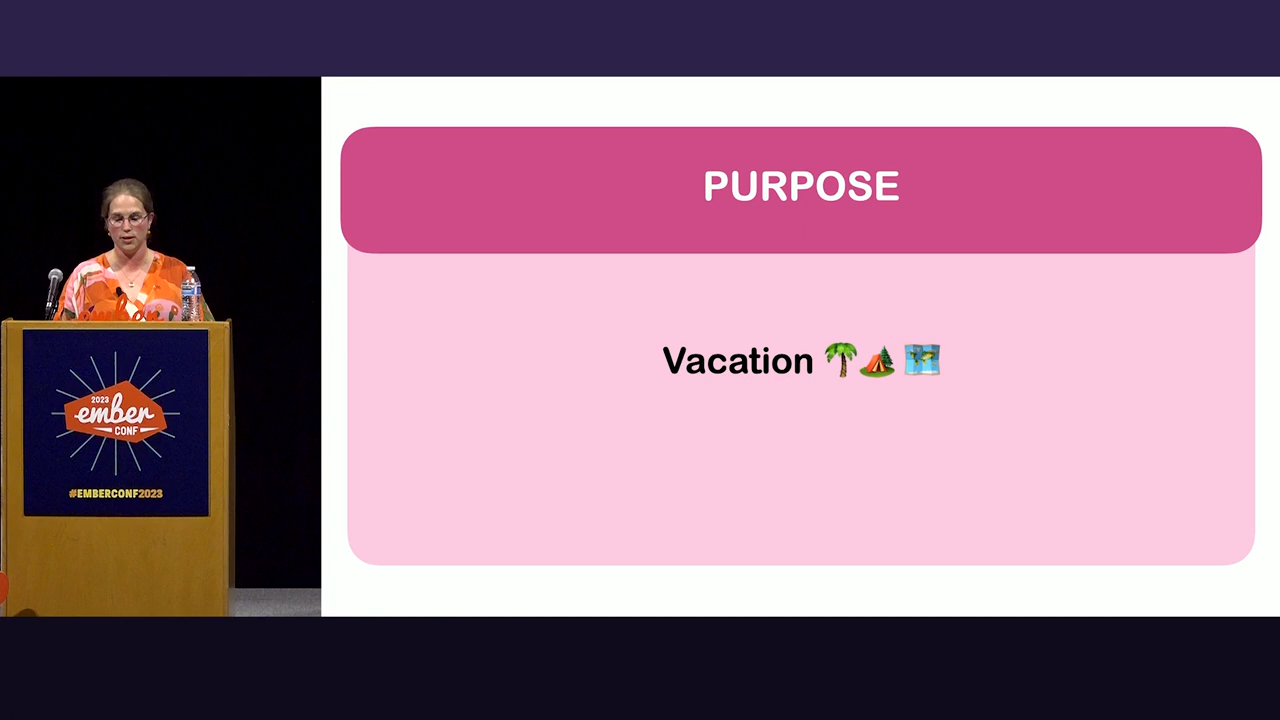 PURPOSE
Vacation 🌴🏕️🗺️
2023
ember
CONF
#EMBERCONF2023